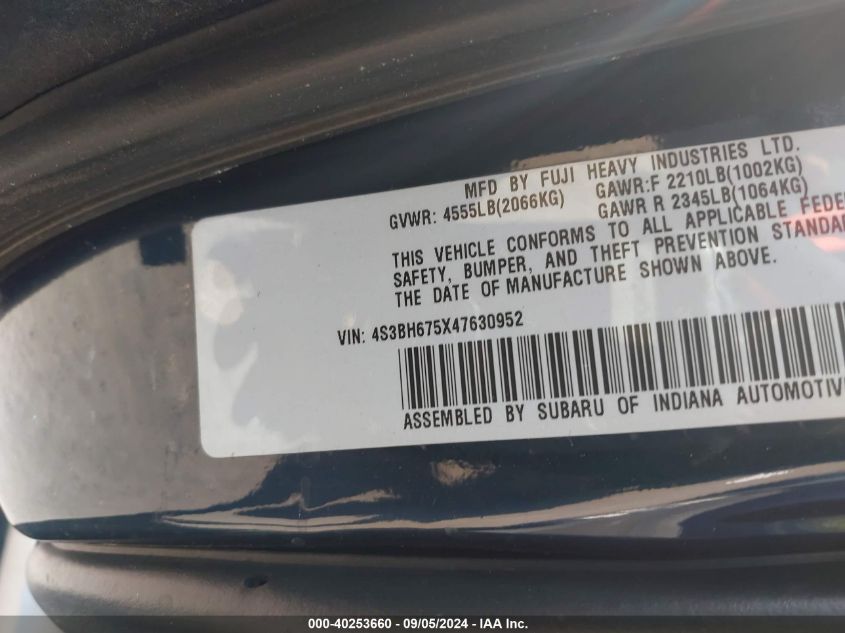 MFD BY FUJI HEAVY INDUSTRIES LTD.
GVWR: 4555LB(2066KG) GAWR:F 2210LB(1002KG)
GAWR R 2345LB(1064KG)
THIS VEHICLE CONFORMS TO ALL APPLICABLE FEDE
SAFETY, BUMPER, AND THEFT PREVENTION STANDA
THE DATE OF MANUFACTURE SHOWN ABOVE.
VIN: 4S3BH675X47630952
ASSEMBLED BY SUBARU OF INDIANA AUTOMOTIV
000-40253660 - 09/05/2024 - IAA Inc.